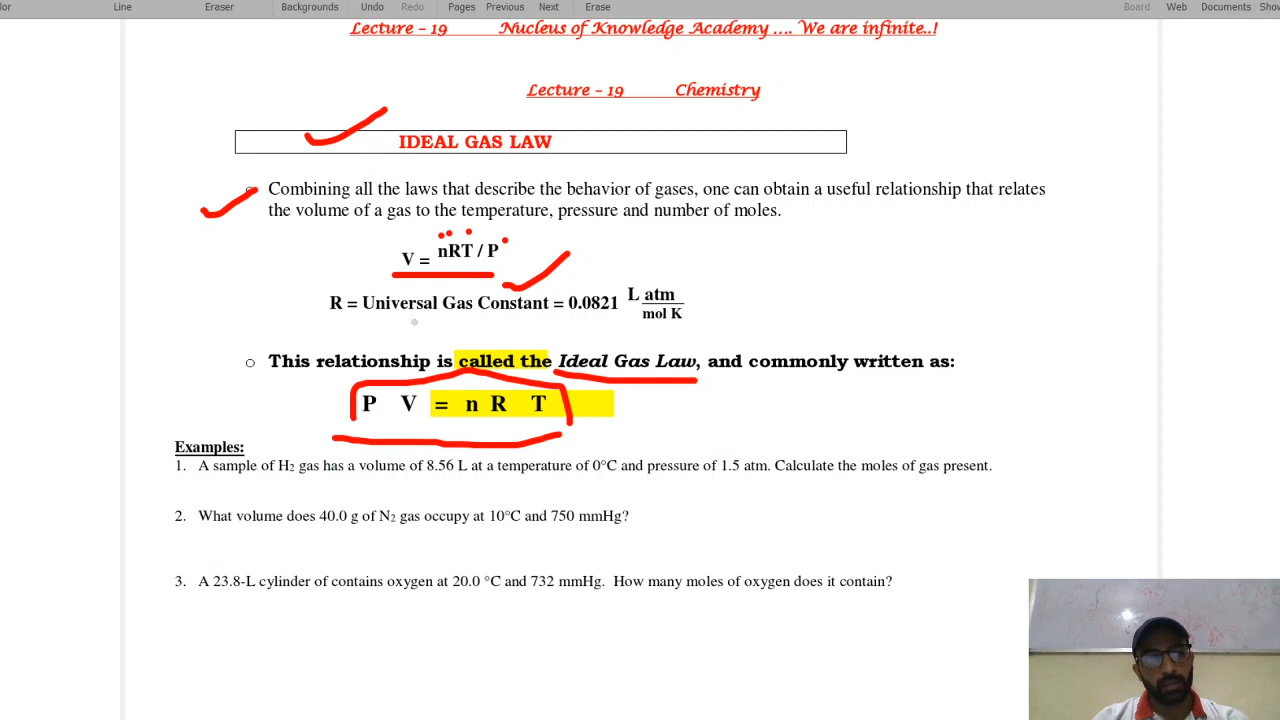 lor Line Eraser Backgrounds Undo Redo Pages Previous Next Erase Board Web Documents Show
Lecture – 19 Nucleus of Knowledge Academy …. We are infinite..!
Lecture – 19 Chemistry
IDEAL GAS LAW
Combining all the laws that describe the behavior of gases, one can obtain a useful relationship that relates
the volume of a gas to the temperature, pressure and number of moles.
V = nRT / P
R = Universal Gas Constant = 0.0821 L atm
mol K
o This relationship is called the Ideal Gas Law, and commonly written as:
P V = n R T
Examples:
1. A sample of H₂ gas has a volume of 8.56 L at a temperature of 0°C and pressure of 1.5 atm. Calculate the moles of gas present.
2. What volume does 40.0 g of N₂ gas occupy at 10°C and 750 mmHg?
3. A 23.8-L cylinder of contains oxygen at 20.0 °C and 732 mmHg. How many moles of oxygen does it contain?